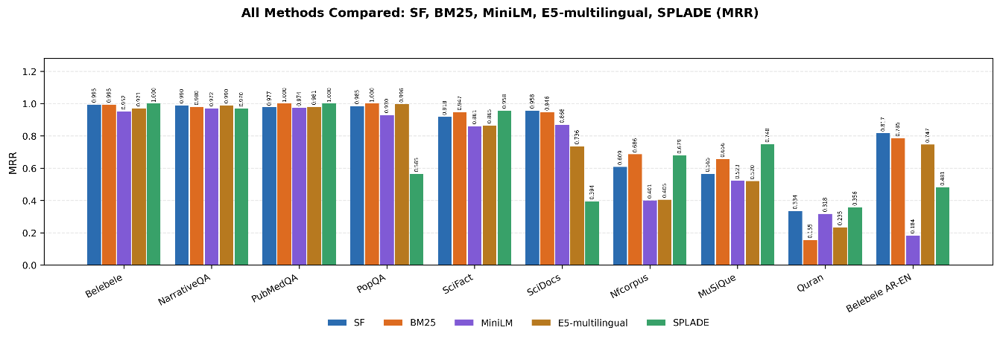 All Methods Compared: SF, BM25, MiniLM, E5-multilingual, SPLADE (MRR)
MRR
1.2
1.0
0.8
0.6
0.4
0.2
0.0
0.995 0.995 0.952 0.971 1.000
0.990 0.980 0.972 0.990 0.970
0.977 1.000 0.974 0.981 1.000
0.985 1.000 0.930 0.996 0.565
0.918 0.947 0.861 0.865 0.958
0.958 0.946 0.868 0.736 0.394
0.609 0.686 0.401 0.405 0.679
0.565 0.656 0.523 0.520 0.748
0.334 0.155 0.318 0.235 0.356
0.817 0.785 0.184 0.747 0.481
Belebele
NarrativeQA
PubMedQA
PopQA
SciFact
SciDocs
Nfcorpus
MuSiQue
Quran
Belebele AR-EN
SF BM25 MiniLM E5-multilingual SPLADE